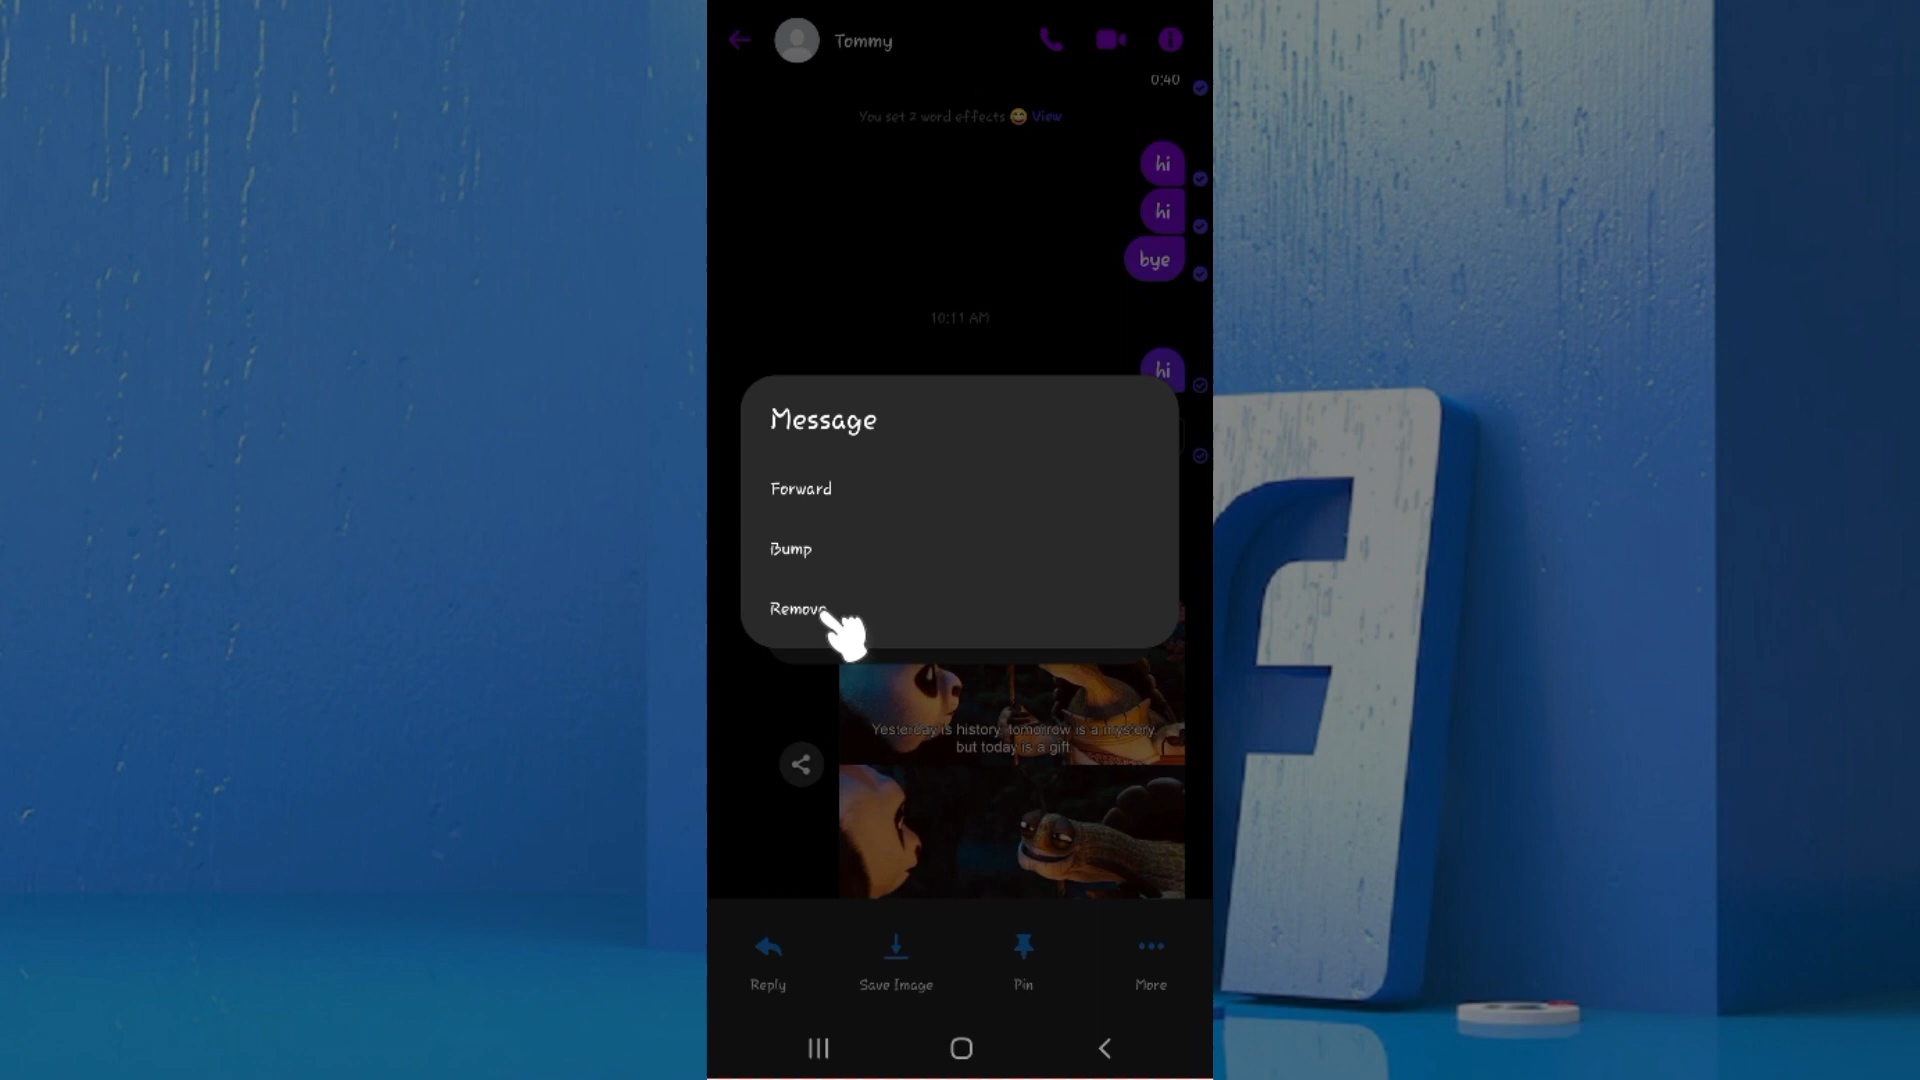 Tommy
0:40
You set 2 word effects 😋 View
hi
hi
bye
10:11 AM
hi
Message
Forward
Bump
Remove
Yesterday is history, tomorrow is a mystery,
but today is a gift.
Reply
Save Image
Pin
More